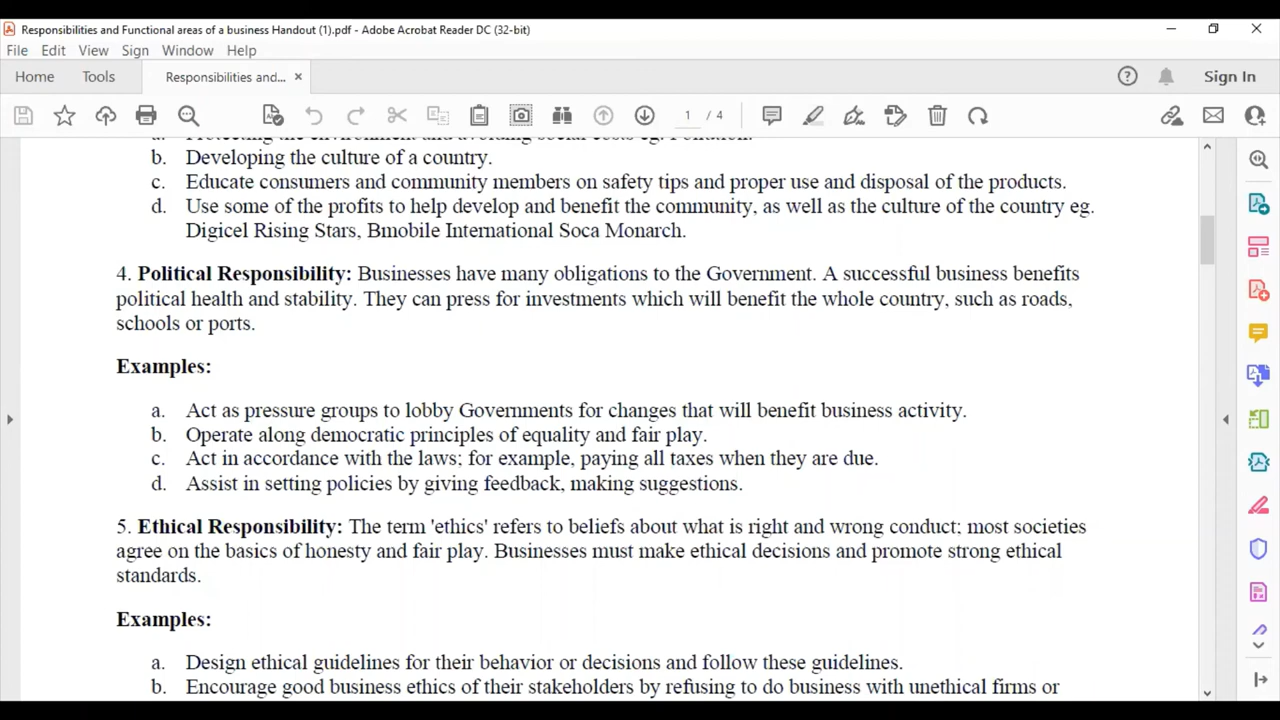 Responsibilities and Functional areas of a business Handout (1).pdf - Adobe Acrobat Reader DC (32-bit)
File Edit View Sign Window Help
Home Tools Responsibilities and... × Sign In
1 / 4
a. Protecting the environment and avoiding social costs eg. Pollution.
b. Developing the culture of a country.
c. Educate consumers and community members on safety tips and proper use and disposal of the products.
d. Use some of the profits to help develop and benefit the community, as well as the culture of the country eg.
Digicel Rising Stars, Bmobile International Soca Monarch.
4. Political Responsibility: Businesses have many obligations to the Government. A successful business benefits
political health and stability. They can press for investments which will benefit the whole country, such as roads,
schools or ports.
Examples:
a. Act as pressure groups to lobby Governments for changes that will benefit business activity.
b. Operate along democratic principles of equality and fair play.
c. Act in accordance with the laws; for example, paying all taxes when they are due.
d. Assist in setting policies by giving feedback, making suggestions.
5. Ethical Responsibility: The term 'ethics' refers to beliefs about what is right and wrong conduct; most societies
agree on the basics of honesty and fair play. Businesses must make ethical decisions and promote strong ethical
standards.
Examples:
a. Design ethical guidelines for their behavior or decisions and follow these guidelines.
b. Encourage good business ethics of their stakeholders by refusing to do business with unethical firms or